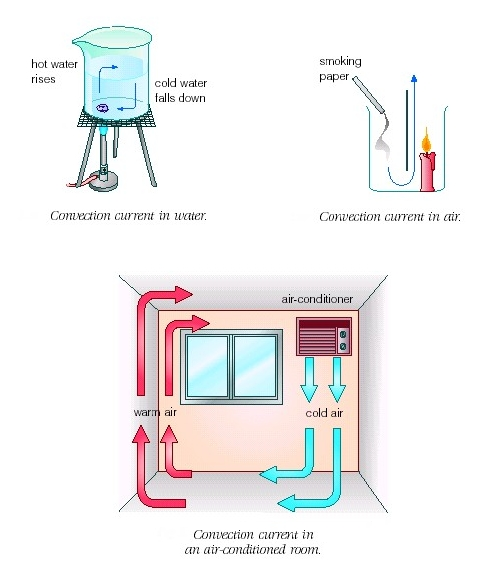 hot water
rises
cold water
falls down
Convection current in water.
smoking
paper
Convection current in air.
air-conditioner
warm air
cold air
Convection current in
an air-conditioned room.